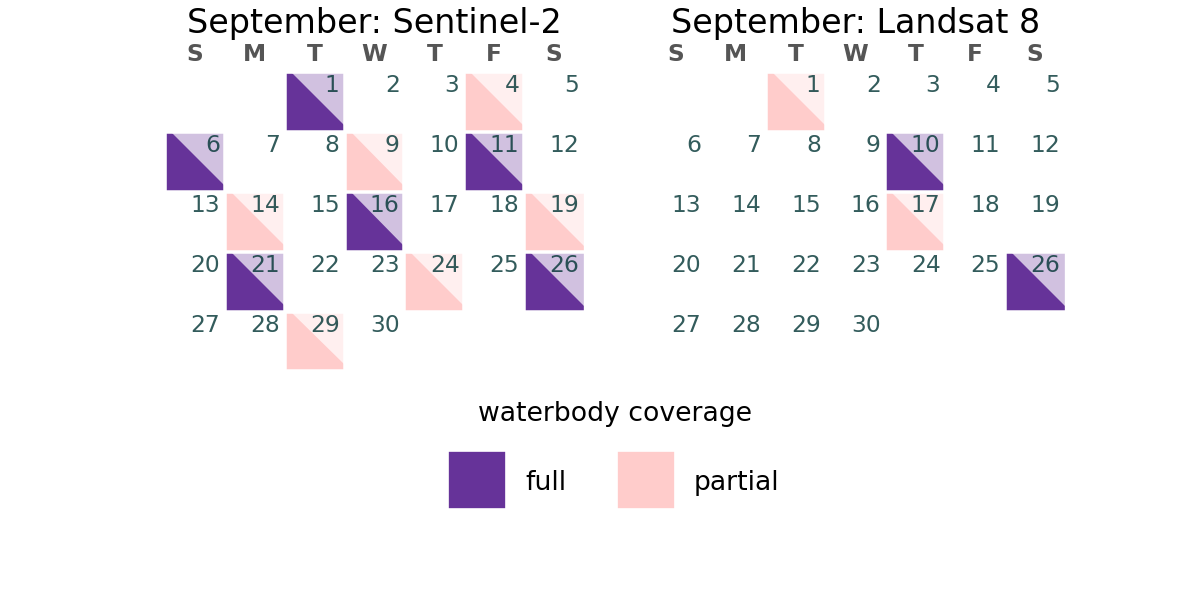 September: Sentinel-2
S M T W T F S
1 2 3 4 5
6 7 8 9 10 11 12
13 14 15 16 17 18 19
20 21 22 23 24 25 26
27 28 29 30
September: Landsat 8
S M T W T F S
1 2 3 4 5
6 7 8 9 10 11 12
13 14 15 16 17 18 19
20 21 22 23 24 25 26
27 28 29 30
waterbody coverage
full partial